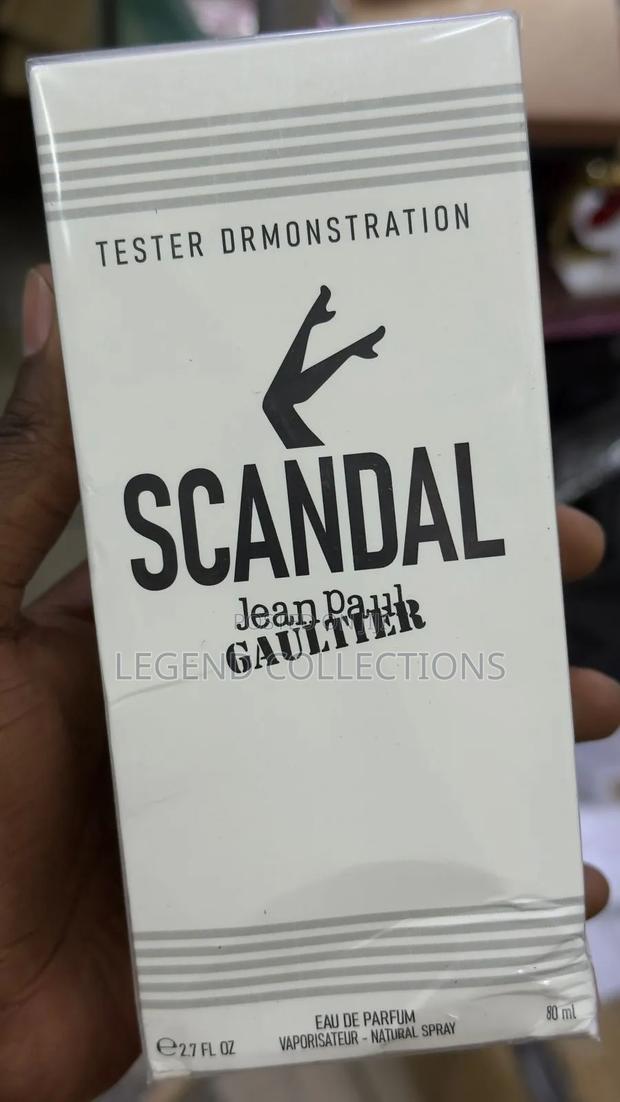 TESTER DRMONSTRATION
SCANDAL
Jean Paul
GAULTIER
LEGEND COLLECTIONS
EAU DE PARFUM
℮ 2.7 FL OZ
VAPORISATEUR - NATURAL SPRAY
80 ml